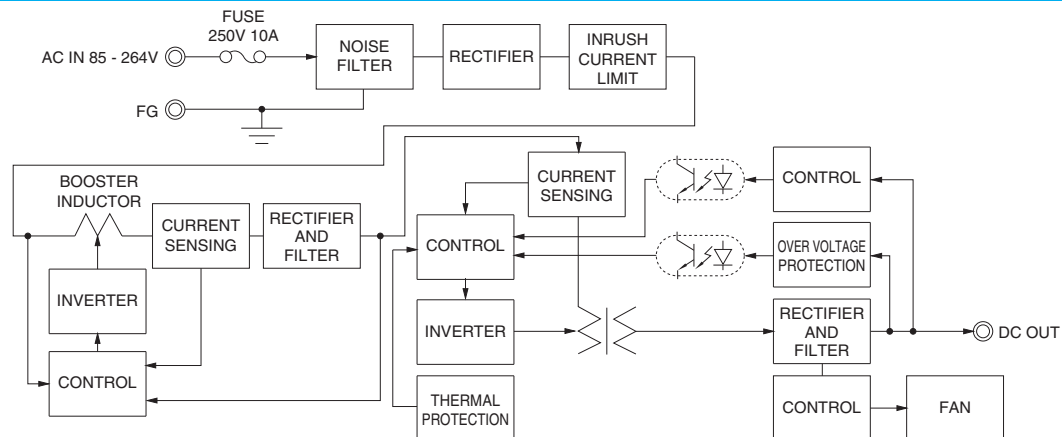 FUSE
250V 10A
AC IN 85 - 264V
NOISE
FILTER
RECTIFIER
INRUSH
CURRENT
LIMIT
FG
BOOSTER
INDUCTOR
CURRENT
SENSING
RECTIFIER
AND
FILTER
INVERTER
CONTROL
CURRENT
SENSING
CONTROL
INVERTER
THERMAL
PROTECTION
CONTROL
OVER VOLTAGE
PROTECTION
RECTIFIER
AND
FILTER
DC OUT
CONTROL
FAN